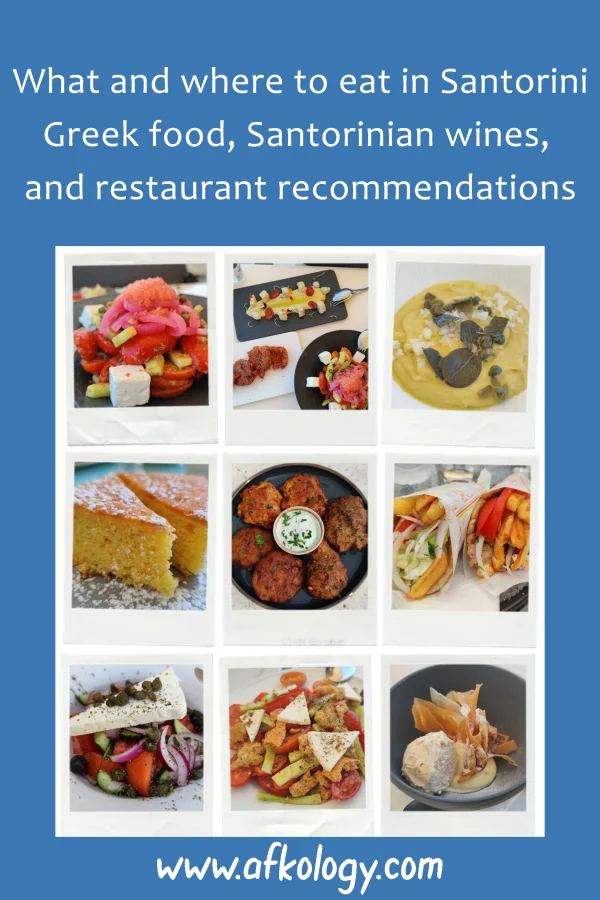 What and where to eat in Santorini
Greek food, Santorinian wines,
and restaurant recommendations
www.afkology.com